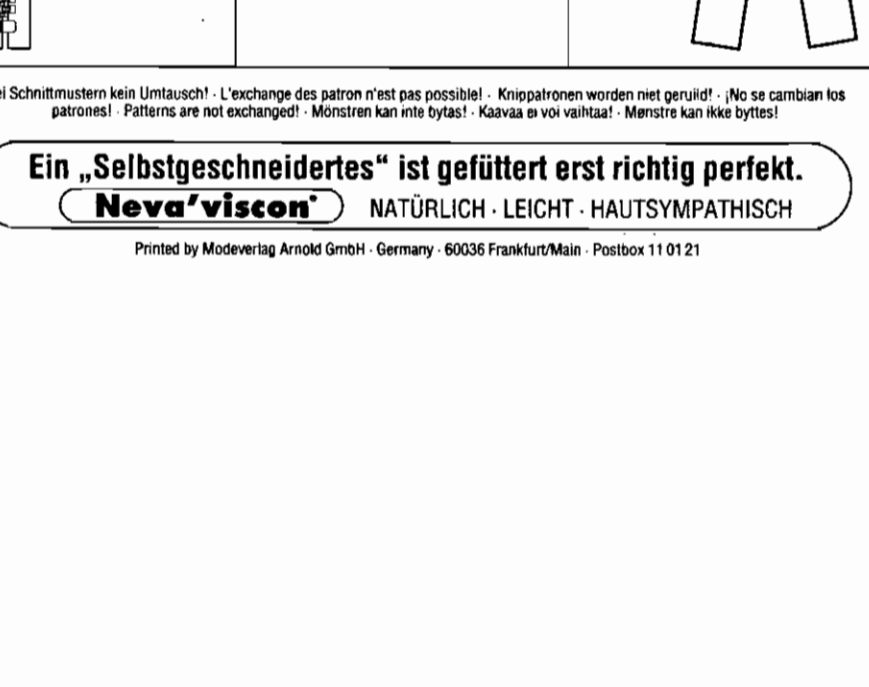 ei Schnittmustern kein Umtausch! · L'exchange des patron n'est pas possible! · Knippatronen worden niet geruild! · ¡No se cambian los
patrones! · Patterns are not exchanged! · Mönstren kan inte bytas! · Kaavaa ei voi vaihtaa! · Mønstre kan ikke byttes!
Ein „Selbstgeschneidertes“ ist gefüttert erst richtig perfekt.
Neva'viscon® NATÜRLICH · LEICHT · HAUTSYMPATHISCH
Printed by Modeverlag Arnold GmbH · Germany · 60036 Frankfurt/Main · Postbox 11 01 21